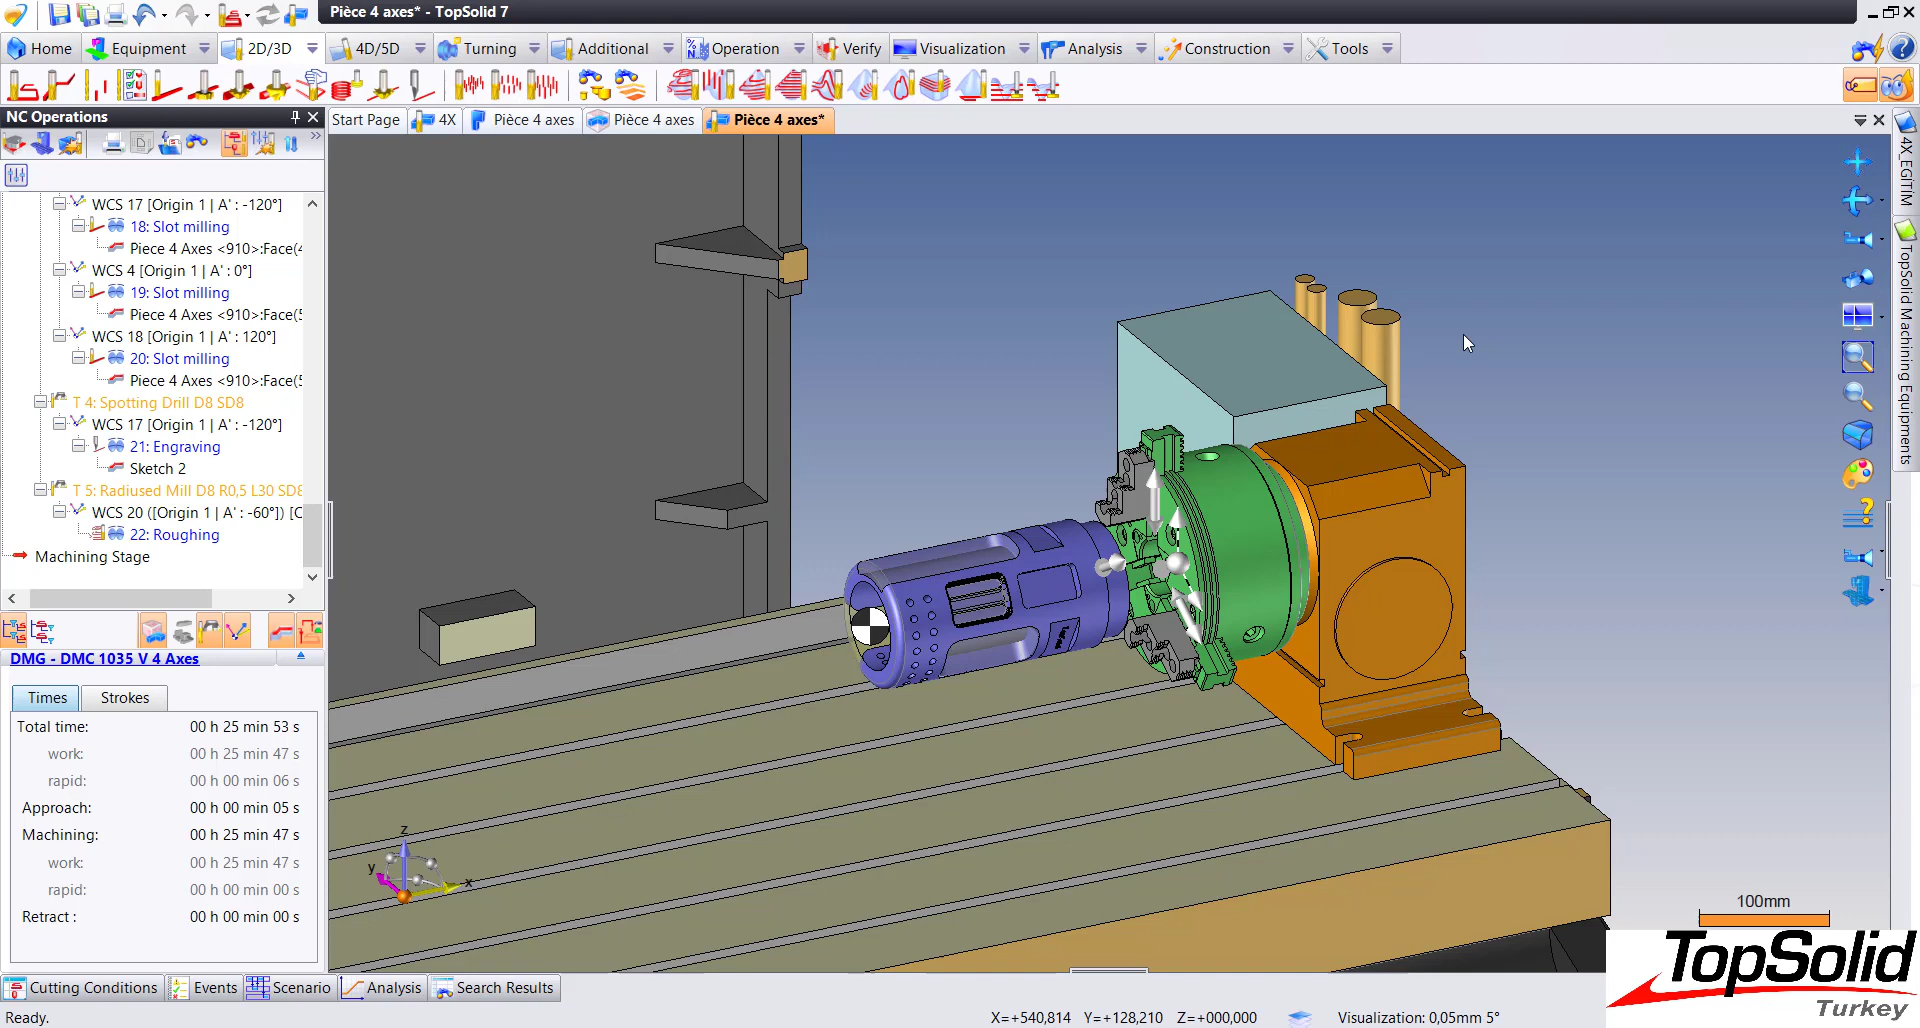 Pièce 4 axes* - TopSolid 7
Home
Equipment
2D/3D
4D/5D
Turning
Additional
Operation
Verify
Visualization
Analysis
Construction
Tools
NC Operations
Start Page
4X
Pièce 4 axes
Pièce 4 axes
Pièce 4 axes*
WCS 17 [Origin 1 | A' : -120°]
18: Slot milling
Piece 4 Axes <910>:Face(4
WCS 4 [Origin 1 | A' : 0°]
19: Slot milling
Piece 4 Axes <910>:Face(5
WCS 18 [Origin 1 | A' : 120°]
20: Slot milling
Piece 4 Axes <910>:Face(5
T 4: Spotting Drill D8 SD8
WCS 17 [Origin 1 | A' : -120°]
21: Engraving
Sketch 2
T 5: Radiused Mill D8 R0,5 L30 SD8
WCS 20 ([Origin 1 | A' : -60°]) [C
22: Roughing
Machining Stage
DMG - DMC 1035 V 4 Axes
Times
Strokes
Total time: 00 h 25 min 53 s
work: 00 h 25 min 47 s
rapid: 00 h 00 min 06 s
Approach: 00 h 00 min 05 s
Machining: 00 h 25 min 47 s
work: 00 h 25 min 47 s
rapid: 00 h 00 min 00 s
Retract : 00 h 00 min 00 s
4X_EGİTİM
TopSolid Machining Equipments
z
y
x
100mm
TopSolid
Turkey
Cutting Conditions
Events
Scenario
Analysis
Search Results
Ready.
X=+540,814 Y=+128,210 Z=+000,000
Visualization: 0,05mm 5°